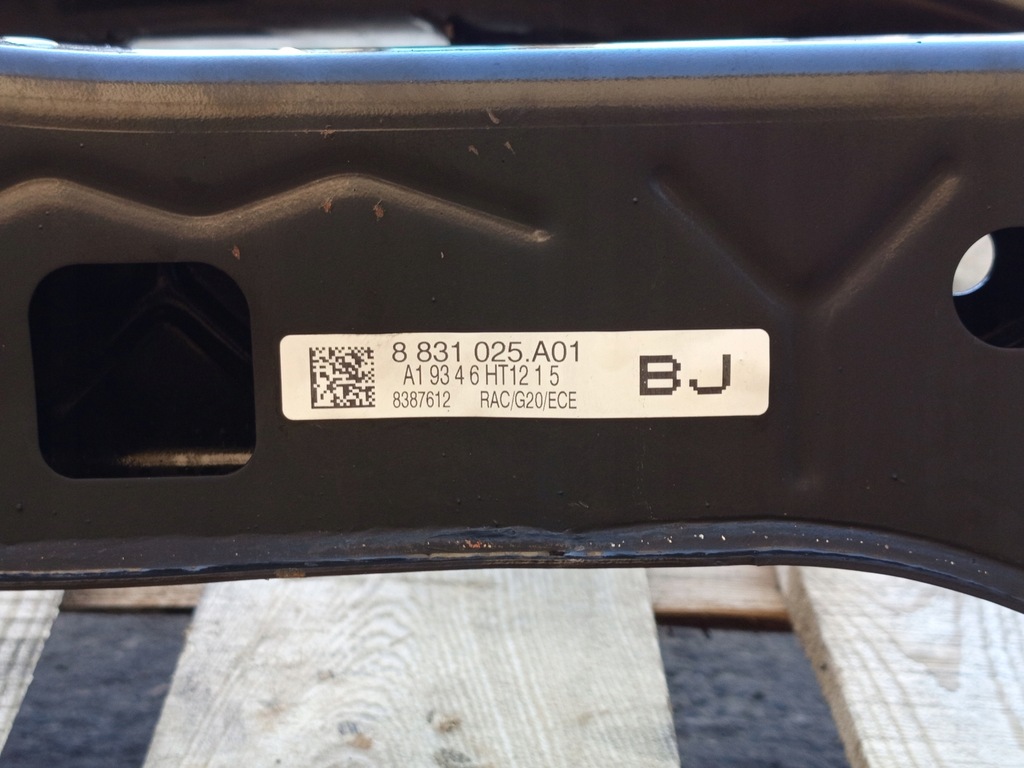 8 831 025.A01
A1 93 4 6 HT12 1 5
8387612 RAC/G20/ECE
BJ